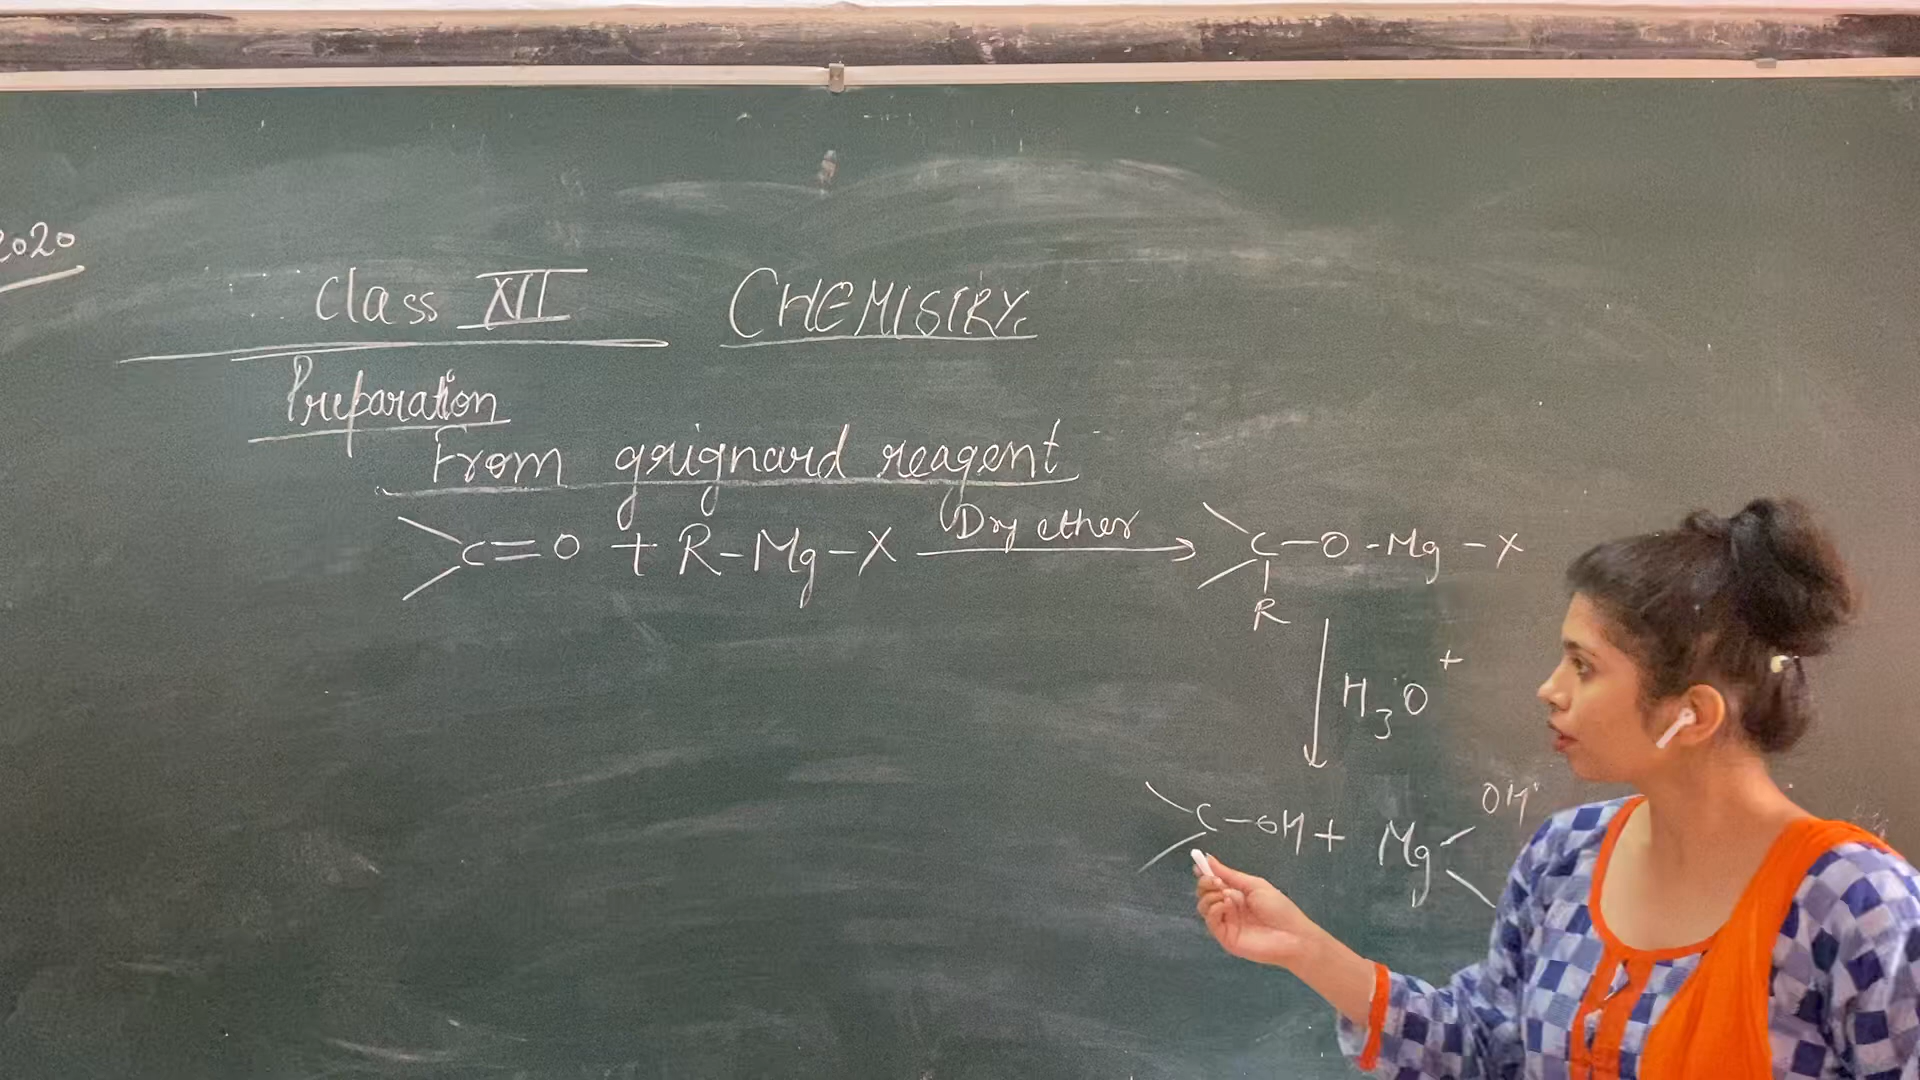 2020
Class XII CHEMISTRY
Preparation
From grignard reagent
C=O + R-Mg-X Dry ether → C-O-Mg-X
R
↓ H3O+
C-OH + Mg OH